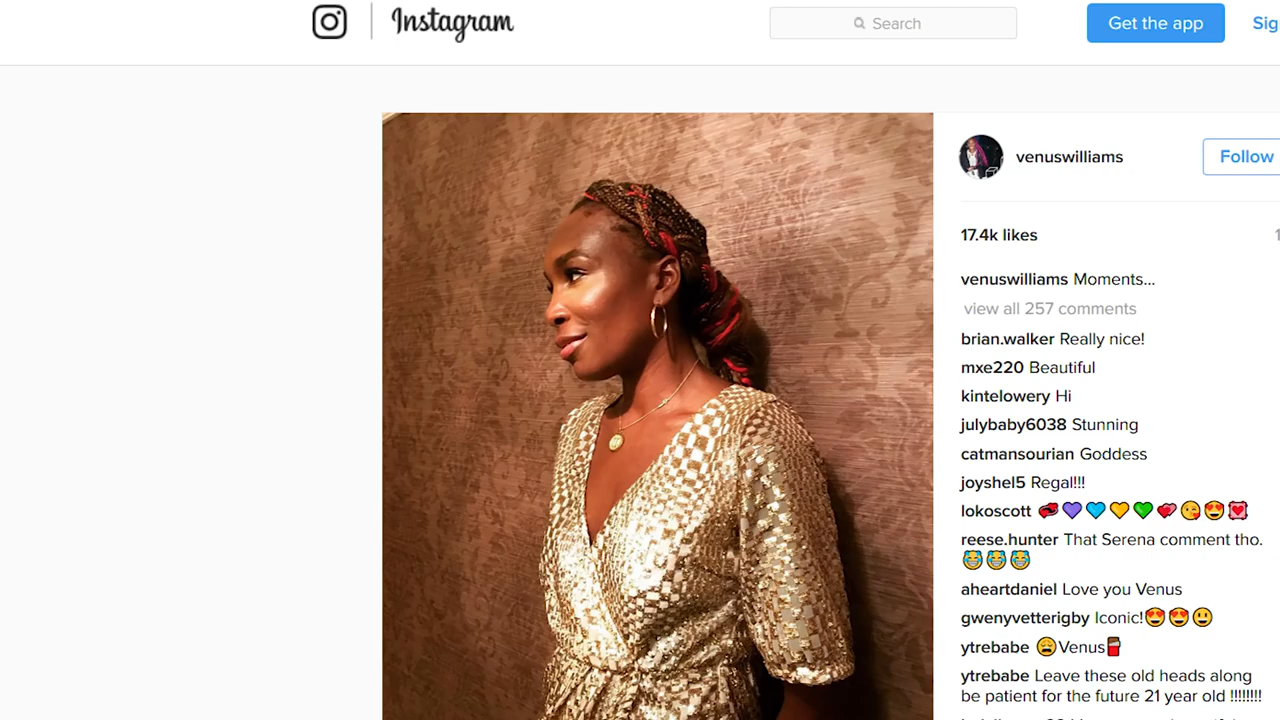 Instagram
Search
Get the app
Sig
venuswilliams
Follow
17.4k likes
1
venuswilliams Moments...
view all 257 comments
brian.walker Really nice!
mxe220 Beautiful
kintelowery Hi
julybaby6038 Stunning
catmansourian Goddess
joyshel5 Regal!!!
lokoscott 💋💜💙💛💚💕😘😍💟
reese.hunter That Serena comment tho.
😂😂😂
aheartdaniel Love you Venus
gwenyvetterigby Iconic!😍😍😃
ytrebabe 😩Venus🍫
ytrebabe Leave these old heads along
be patient for the future 21 year old !!!!!!!!